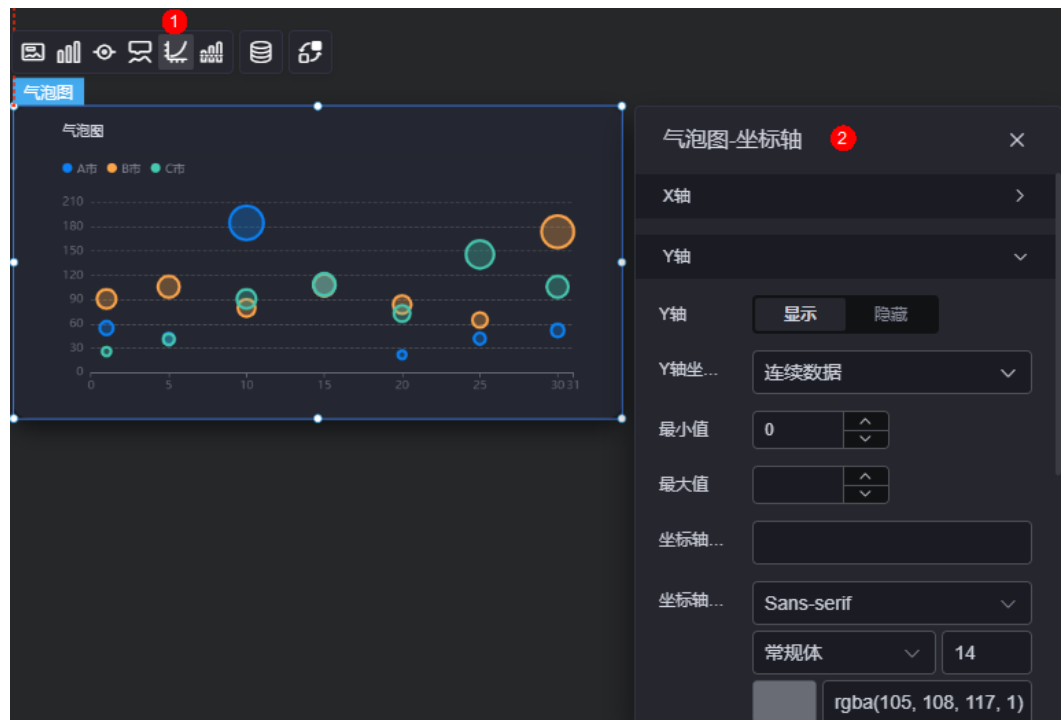 1
气泡图
气泡图
A市 B市 C市
210
180
150
120
90
60
30
0
0 5 10 15 20 25 30 31
气泡图-坐标轴 2
X轴
Y轴
Y轴 显示 隐藏
Y轴坐... 连续数据
最小值 0
最大值
坐标轴...
坐标轴... Sans-serif
常规体 14
rgba(105, 108, 117, 1)